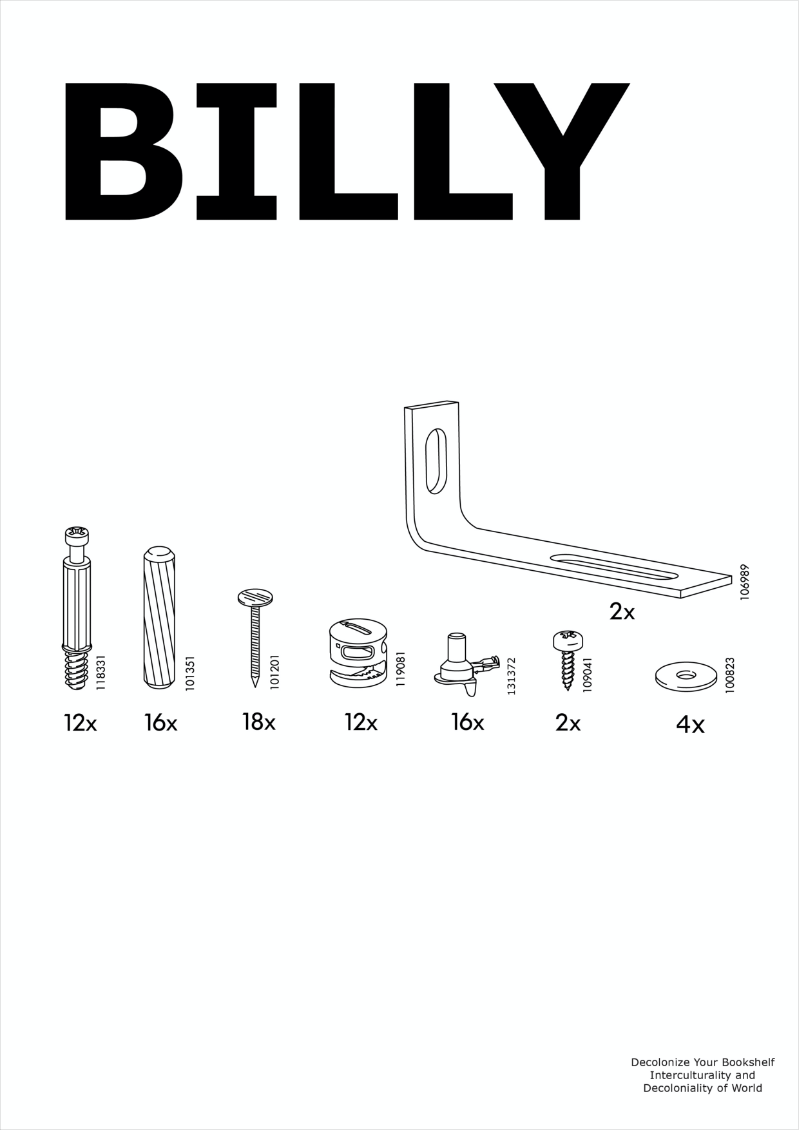 BILLY
106989
2x
118331
101351
101201
119081
131372
109041
100823
12x
16x
18x
12x
16x
2x
4x
Decolonize Your Bookshelf
Interculturality and
Decoloniality of World